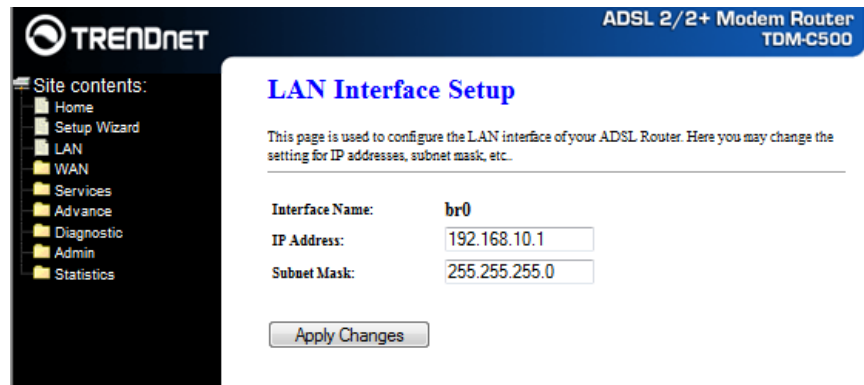 TRENDNET
ADSL 2/2+ Modem Router
TDM-C500
Site contents:
Home
Setup Wizard
LAN
WAN
Services
Advance
Diagnostic
Admin
Statistics
LAN Interface Setup
This page is used to configure the LAN interface of your ADSL Router. Here you may change the
setting for IP addresses, subnet mask, etc..
Interface Name: br0
IP Address: 192.168.10.1
Subnet Mask: 255.255.255.0
Apply Changes